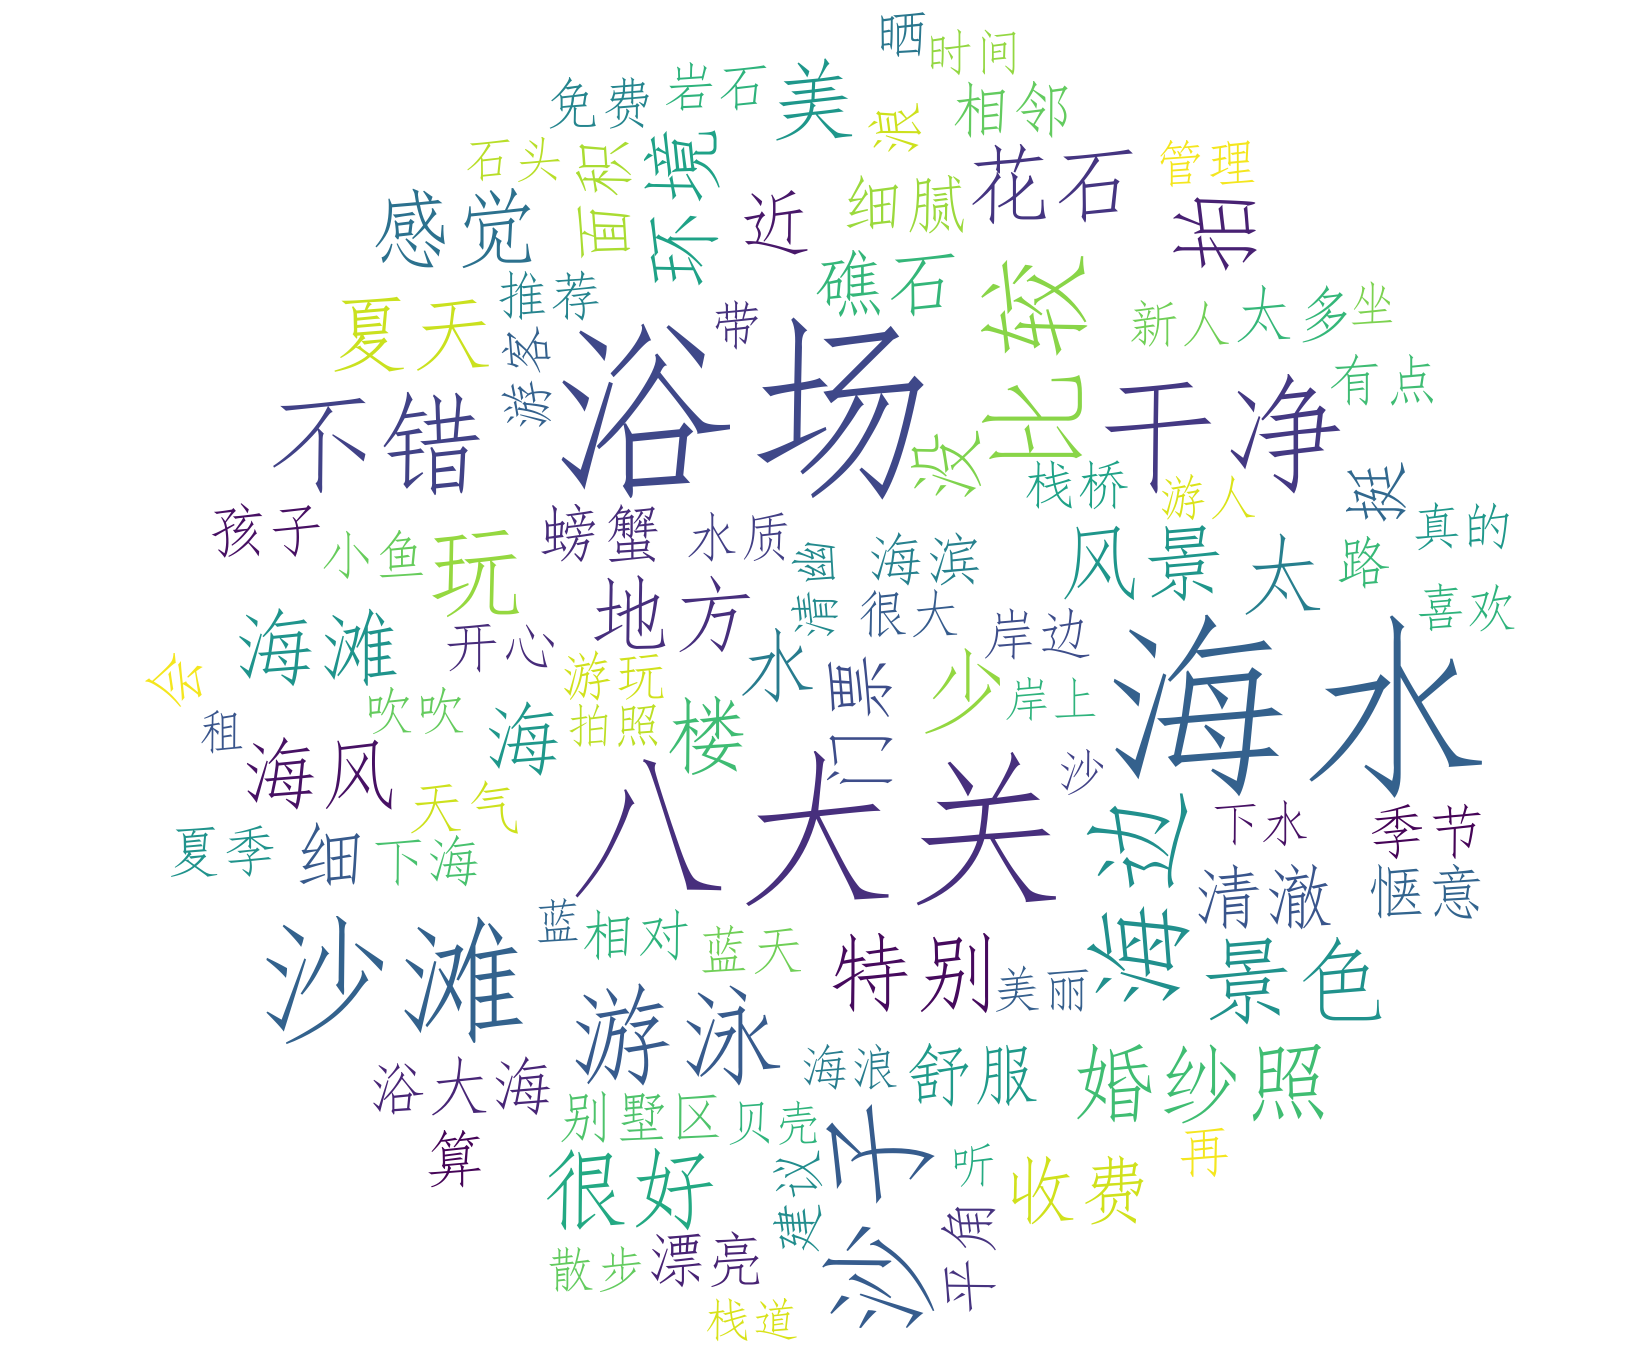 晒
时间
免费
岩石
美
浪
相邻
石头
面积
环境
近
细腻
花石
管理
拍
感觉
夏天
推荐
游客
带
礁石
比较
新人
太多
坐
有点
不错
浴场
没
干净
栈桥
游人
挺
真的
孩子
小鱼
玩
螃蟹
水质
清幽
海滨
风景
太
路
喜欢
海滩
开心
地方
很大
岸边
会
租
吹吹
海
游玩
拍照
楼
水
门票
少
岸上
海水
海风
天气
八大关
沙
海边
下水
季节
夏季
细
下海
清澈
惬意
沙滩
蓝
相对
蓝天
特别
美丽
景色
游泳
浴大海
海浪
舒服
婚纱照
别墅区
贝壳
算
很好
建议
沙子
听
收费
再
平角
散步
漂亮
栈道